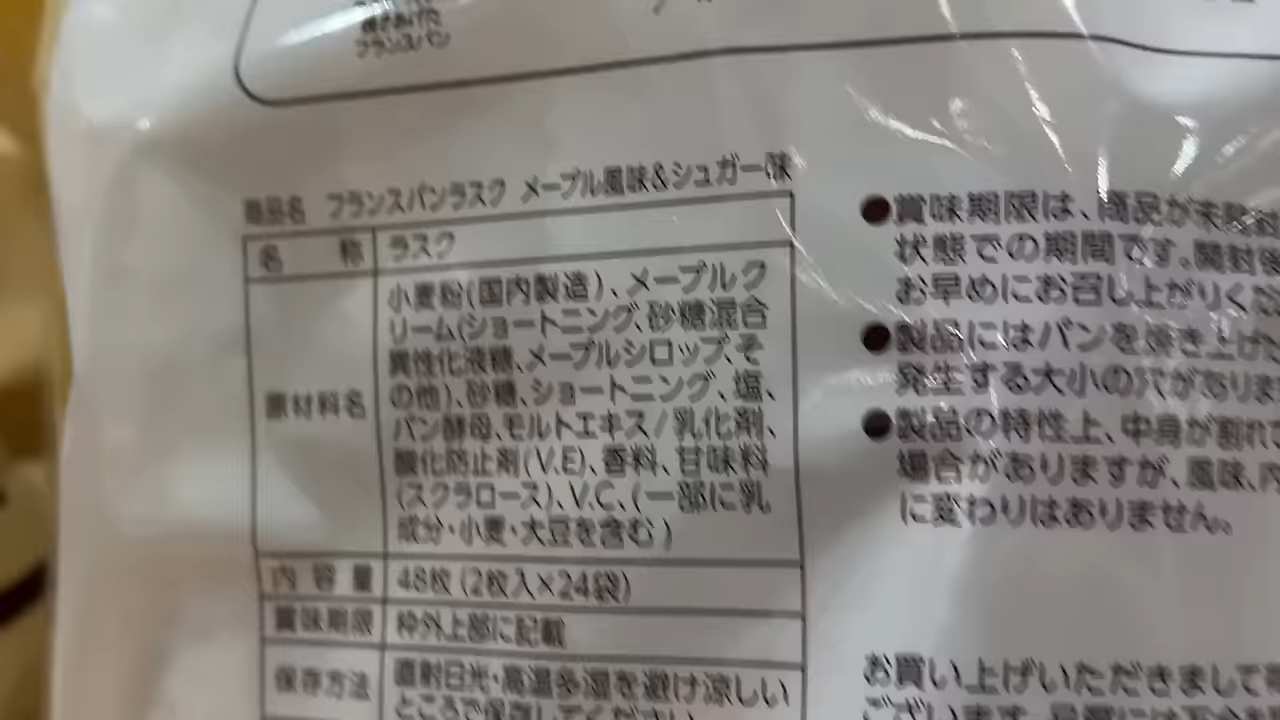 フランスパン
商品名 フランスパンラスク メープル風味&シュガー味
名称 ラスク
原材料名
小麦粉(国内製造)、メープルク
リーム(ショートニング、砂糖混合
異性化液糖、メープルシロップ、そ
の他)、砂糖、ショートニング、塩、
パン酵母、モルトエキス/乳化剤、
酸化防止剤(V.E)、香料、甘味料
(スクラロース)、V.C、(一部に乳
成分・小麦・大豆を含む)
内容量 48枚(2枚入×24袋)
賞味期限 枠外上部に記載
保存方法 直射日光・高温多湿を避け涼しい
ところで保存してください。
●賞味期限は、商品が未開封
状態での期間です。開封後
お早めにお召し上がりくだ
●製品にはパンを焼き上げ
発生する大小の穴がありま
●製品の特性上、中身が割れ
場合がありますが、風味、内
に変わりはありません。
お買い上げいただきまして
ございます。品質には